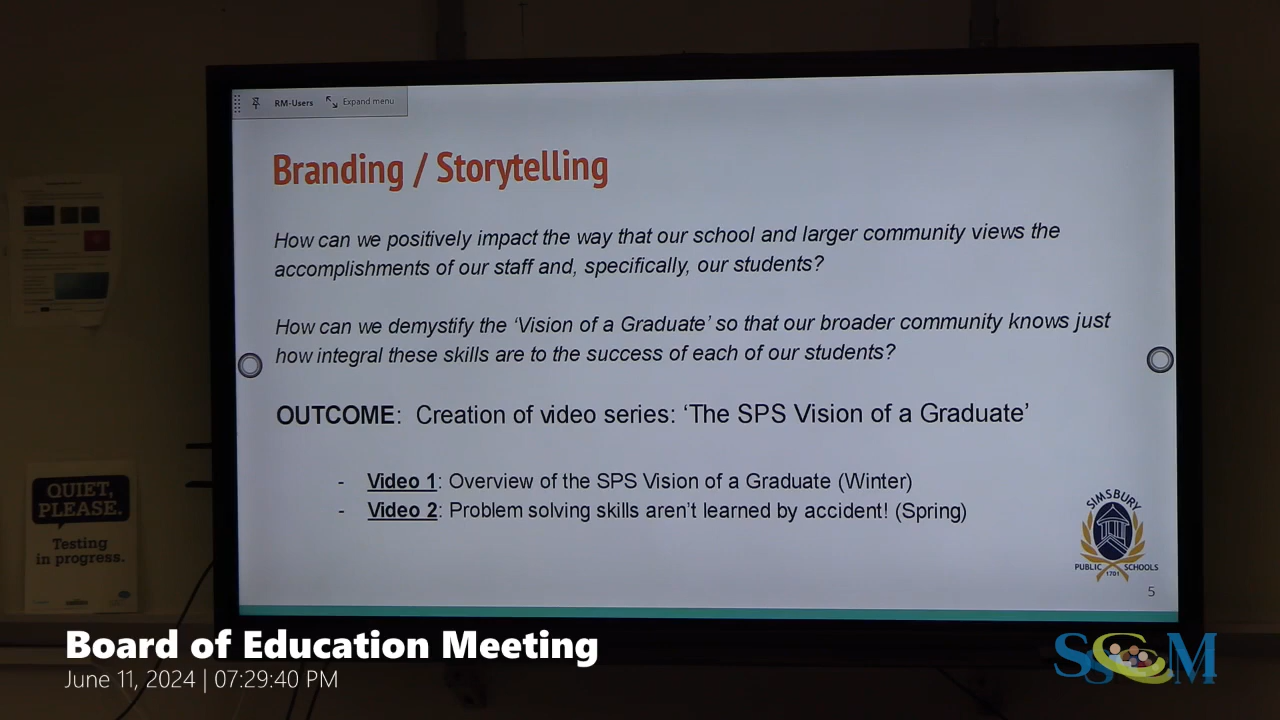 RM-Users
Expand menu
Branding / Storytelling
How can we positively impact the way that our school and larger community views the
accomplishments of our staff and, specifically, our students?
How can we demystify the ‘Vision of a Graduate’ so that our broader community knows just
how integral these skills are to the success of each of our students?
OUTCOME: Creation of video series: ‘The SPS Vision of a Graduate’
- Video 1: Overview of the SPS Vision of a Graduate (Winter)
- Video 2: Problem solving skills aren’t learned by accident! (Spring)
SIMSBURY
PUBLIC SCHOOLS
1701
5
QUIET,
PLEASE.
Testing
in progress.
Board of Education Meeting
June 11, 2024 | 07:29:40 PM
SSCM